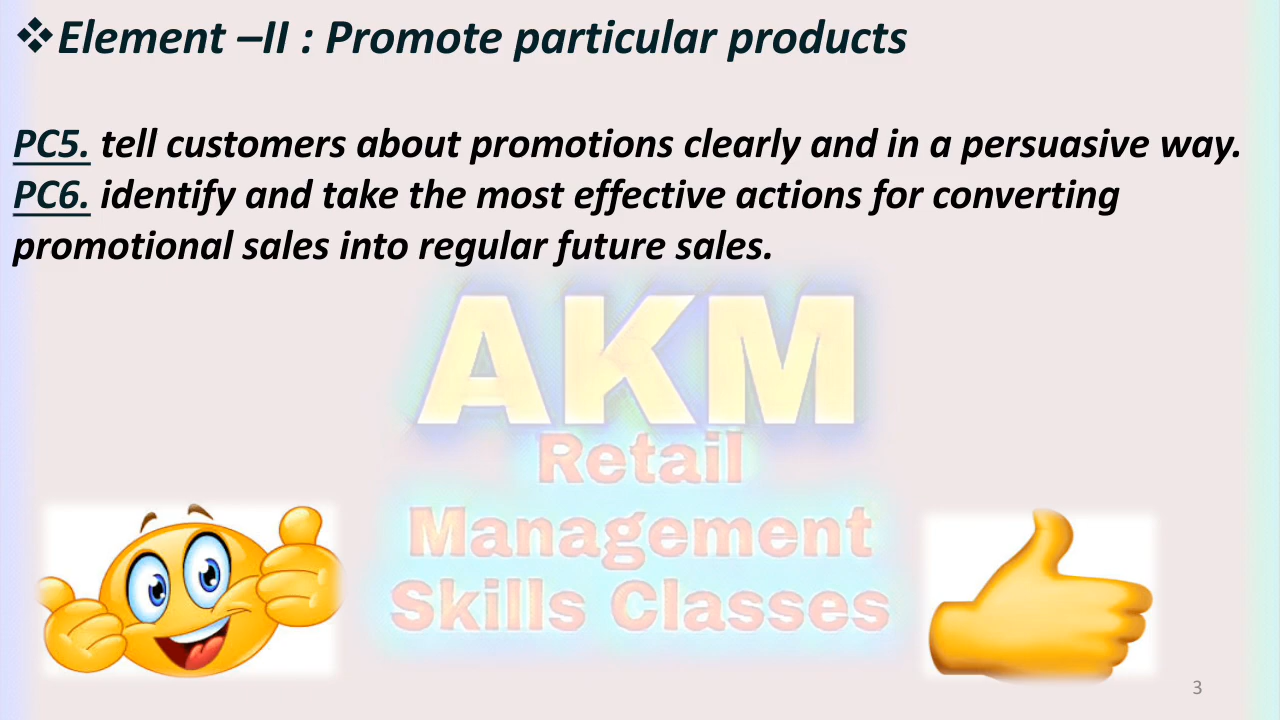 ❖Element –II : Promote particular products
PC5. tell customers about promotions clearly and in a persuasive way.
PC6. identify and take the most effective actions for converting
promotional sales into regular future sales.
AKM
Retail
Management
Skills Classes
3